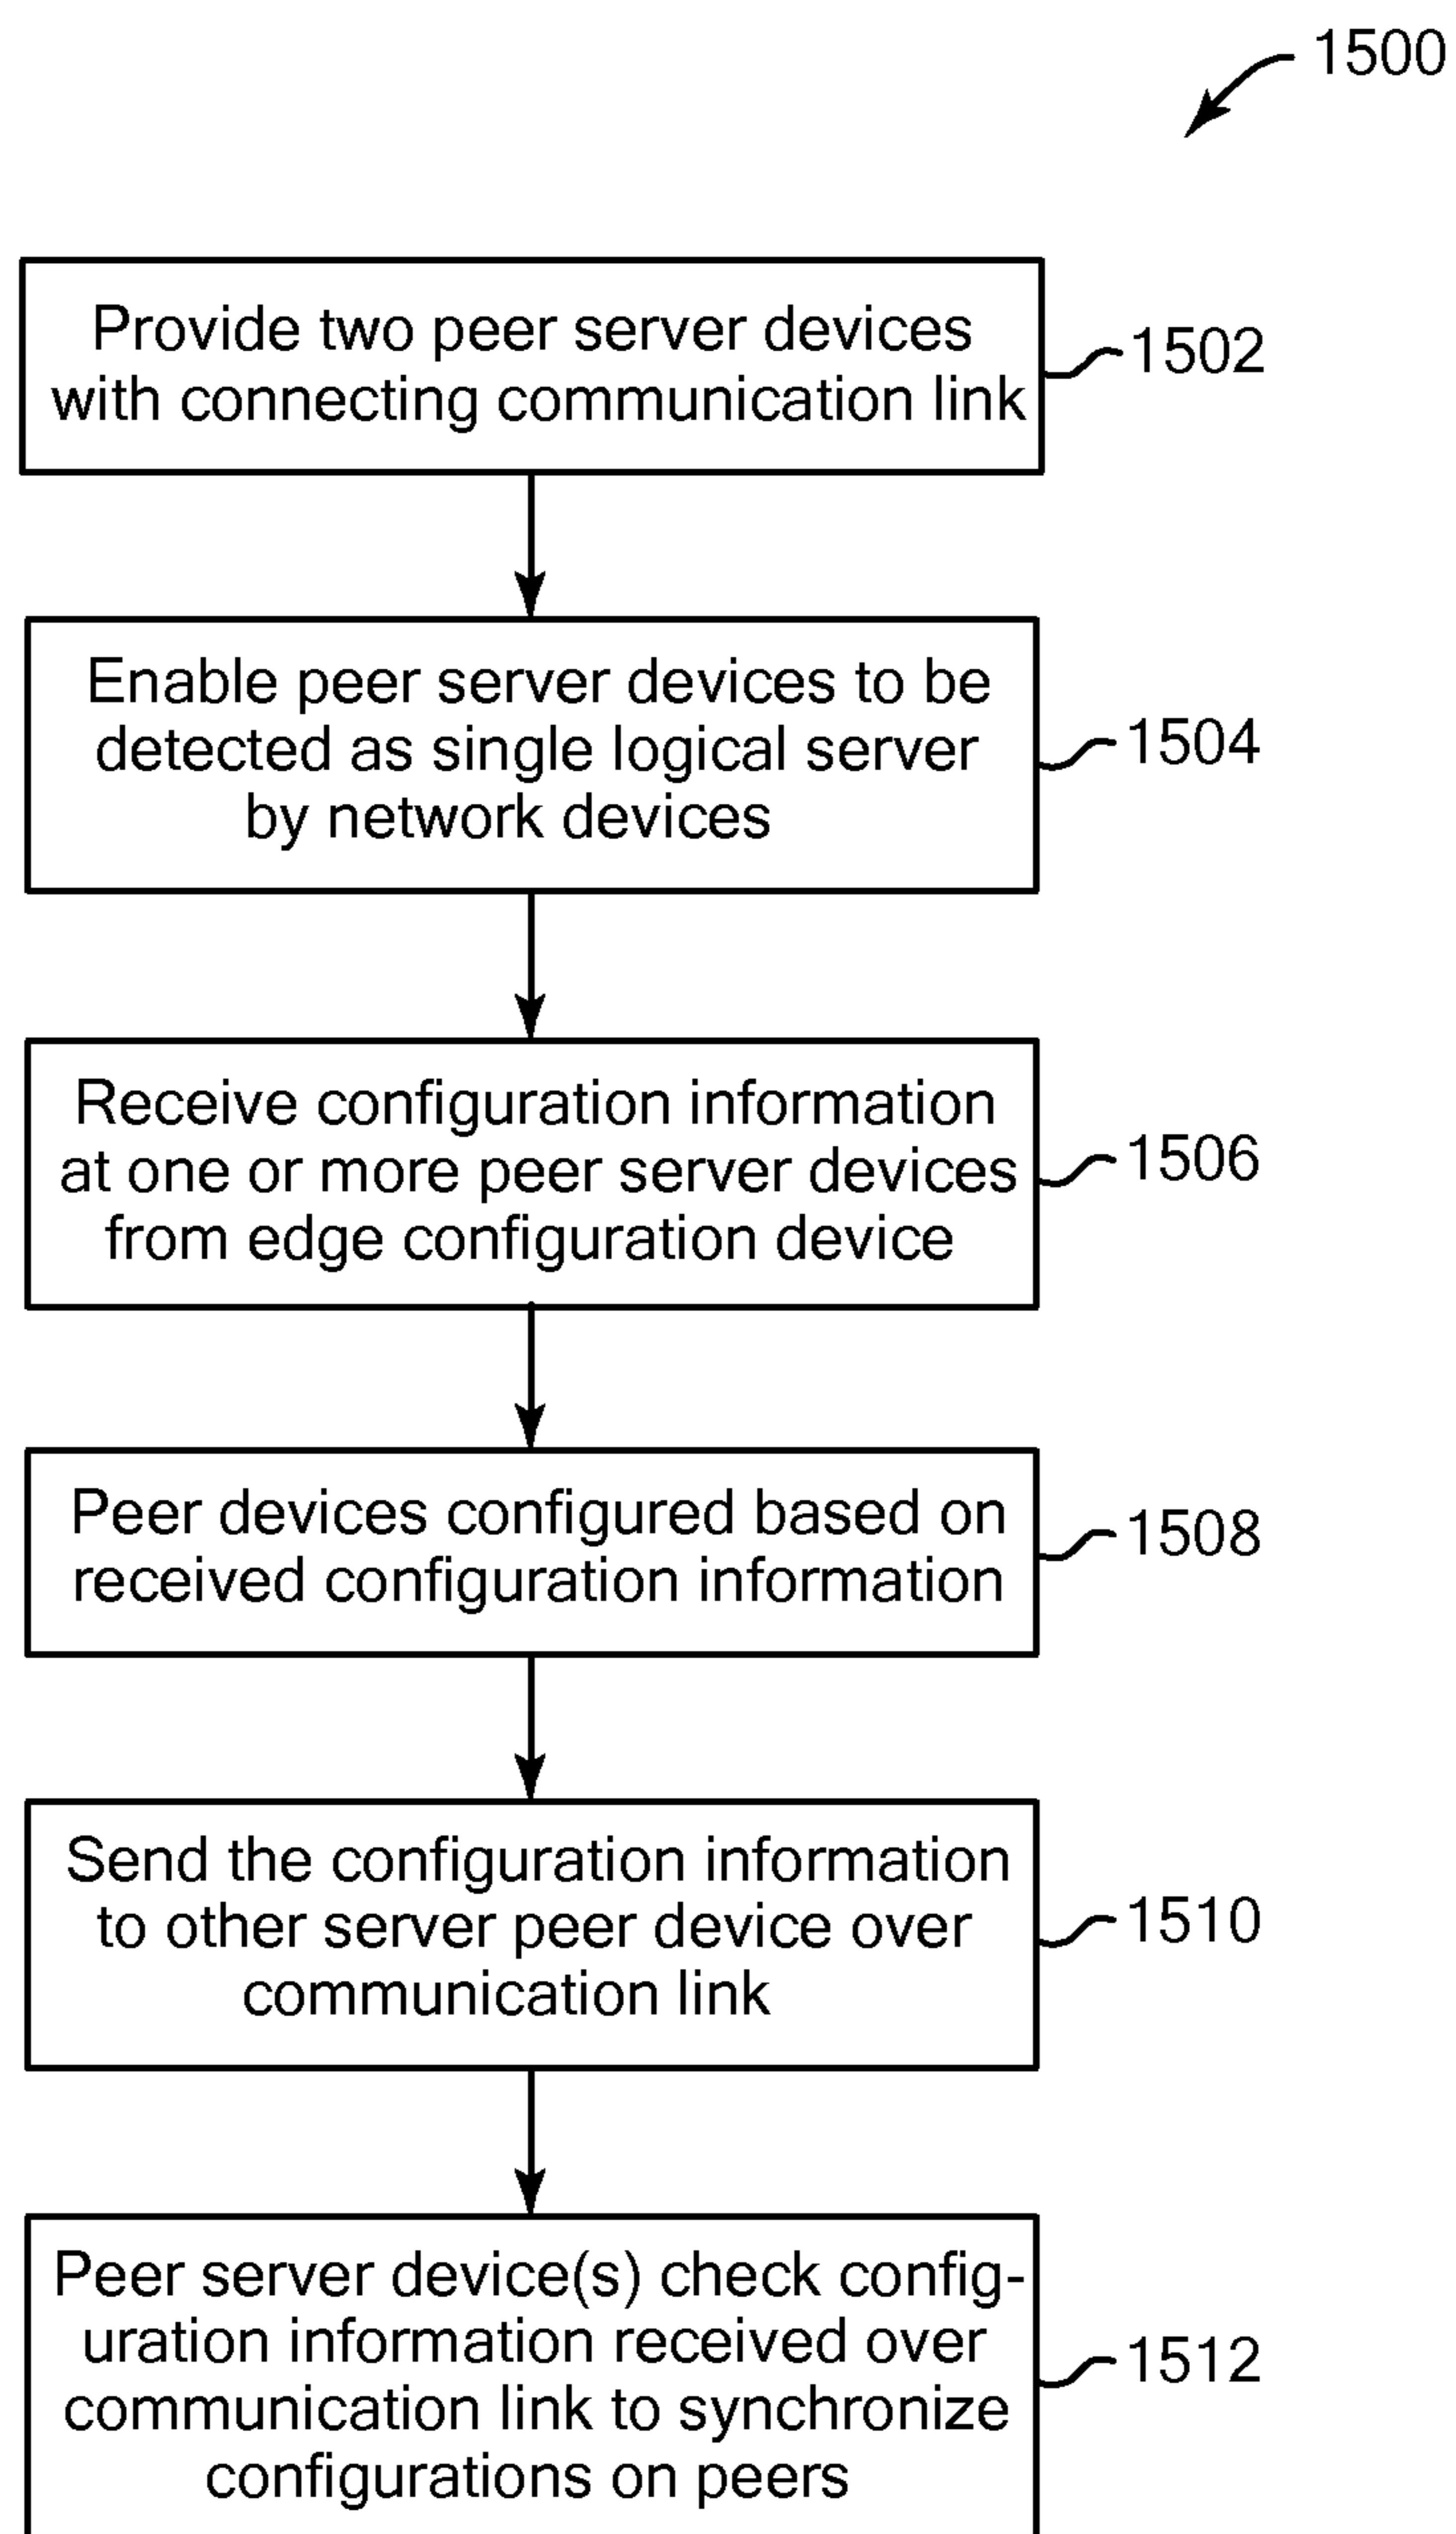 1500
Provide two peer server devices
with connecting communication link
1502
Enable peer server devices to be
detected as single logical server
by network devices
1504
Receive configuration information
at one or more peer server devices
from edge configuration device
1506
Peer devices configured based on
received configuration information
1508
Send the configuration information
to other server peer device over
communication link
1510
Peer server device(s) check config-
uration information received over
communication link to synchronize
configurations on peers
1512